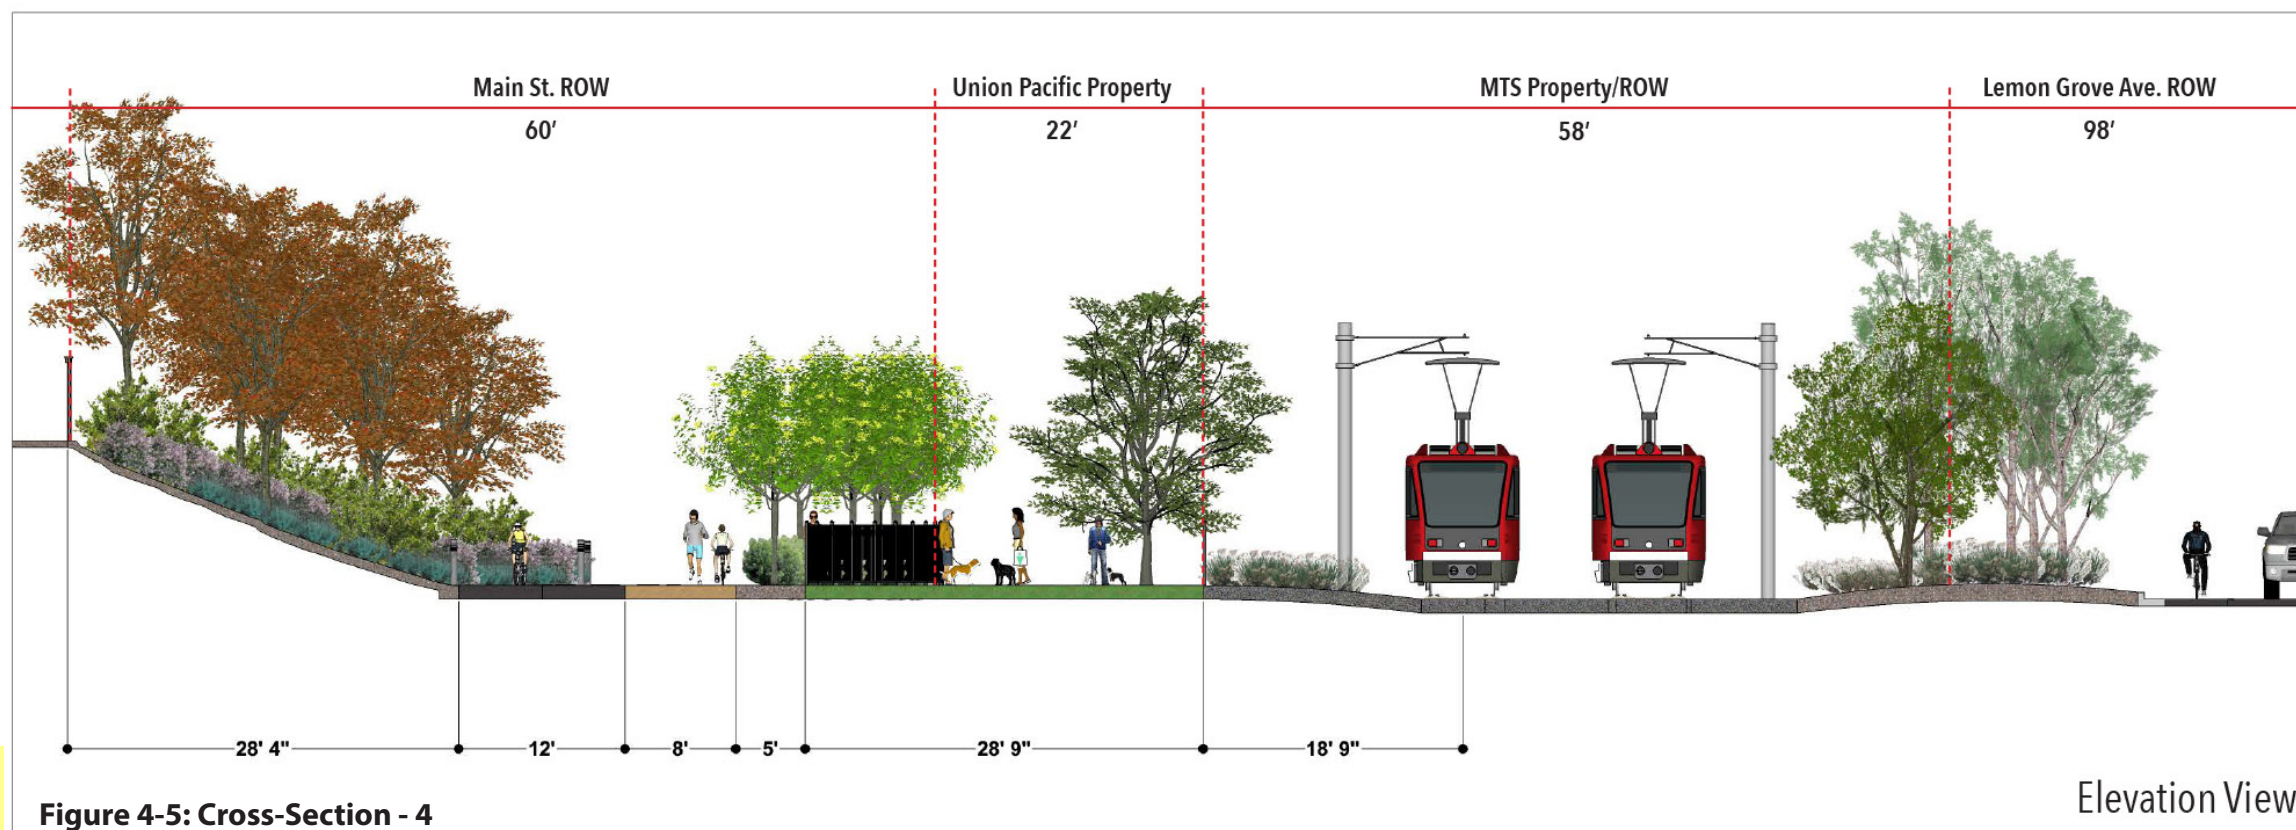 Main St. ROW
Union Pacific Property
MTS Property/ROW
Lemon Grove Ave. ROW
60′
22′
58′
98′
28' 4"
12'
8'
5'
28' 9"
18' 9"
Elevation View
Figure 4-5: Cross-Section - 4